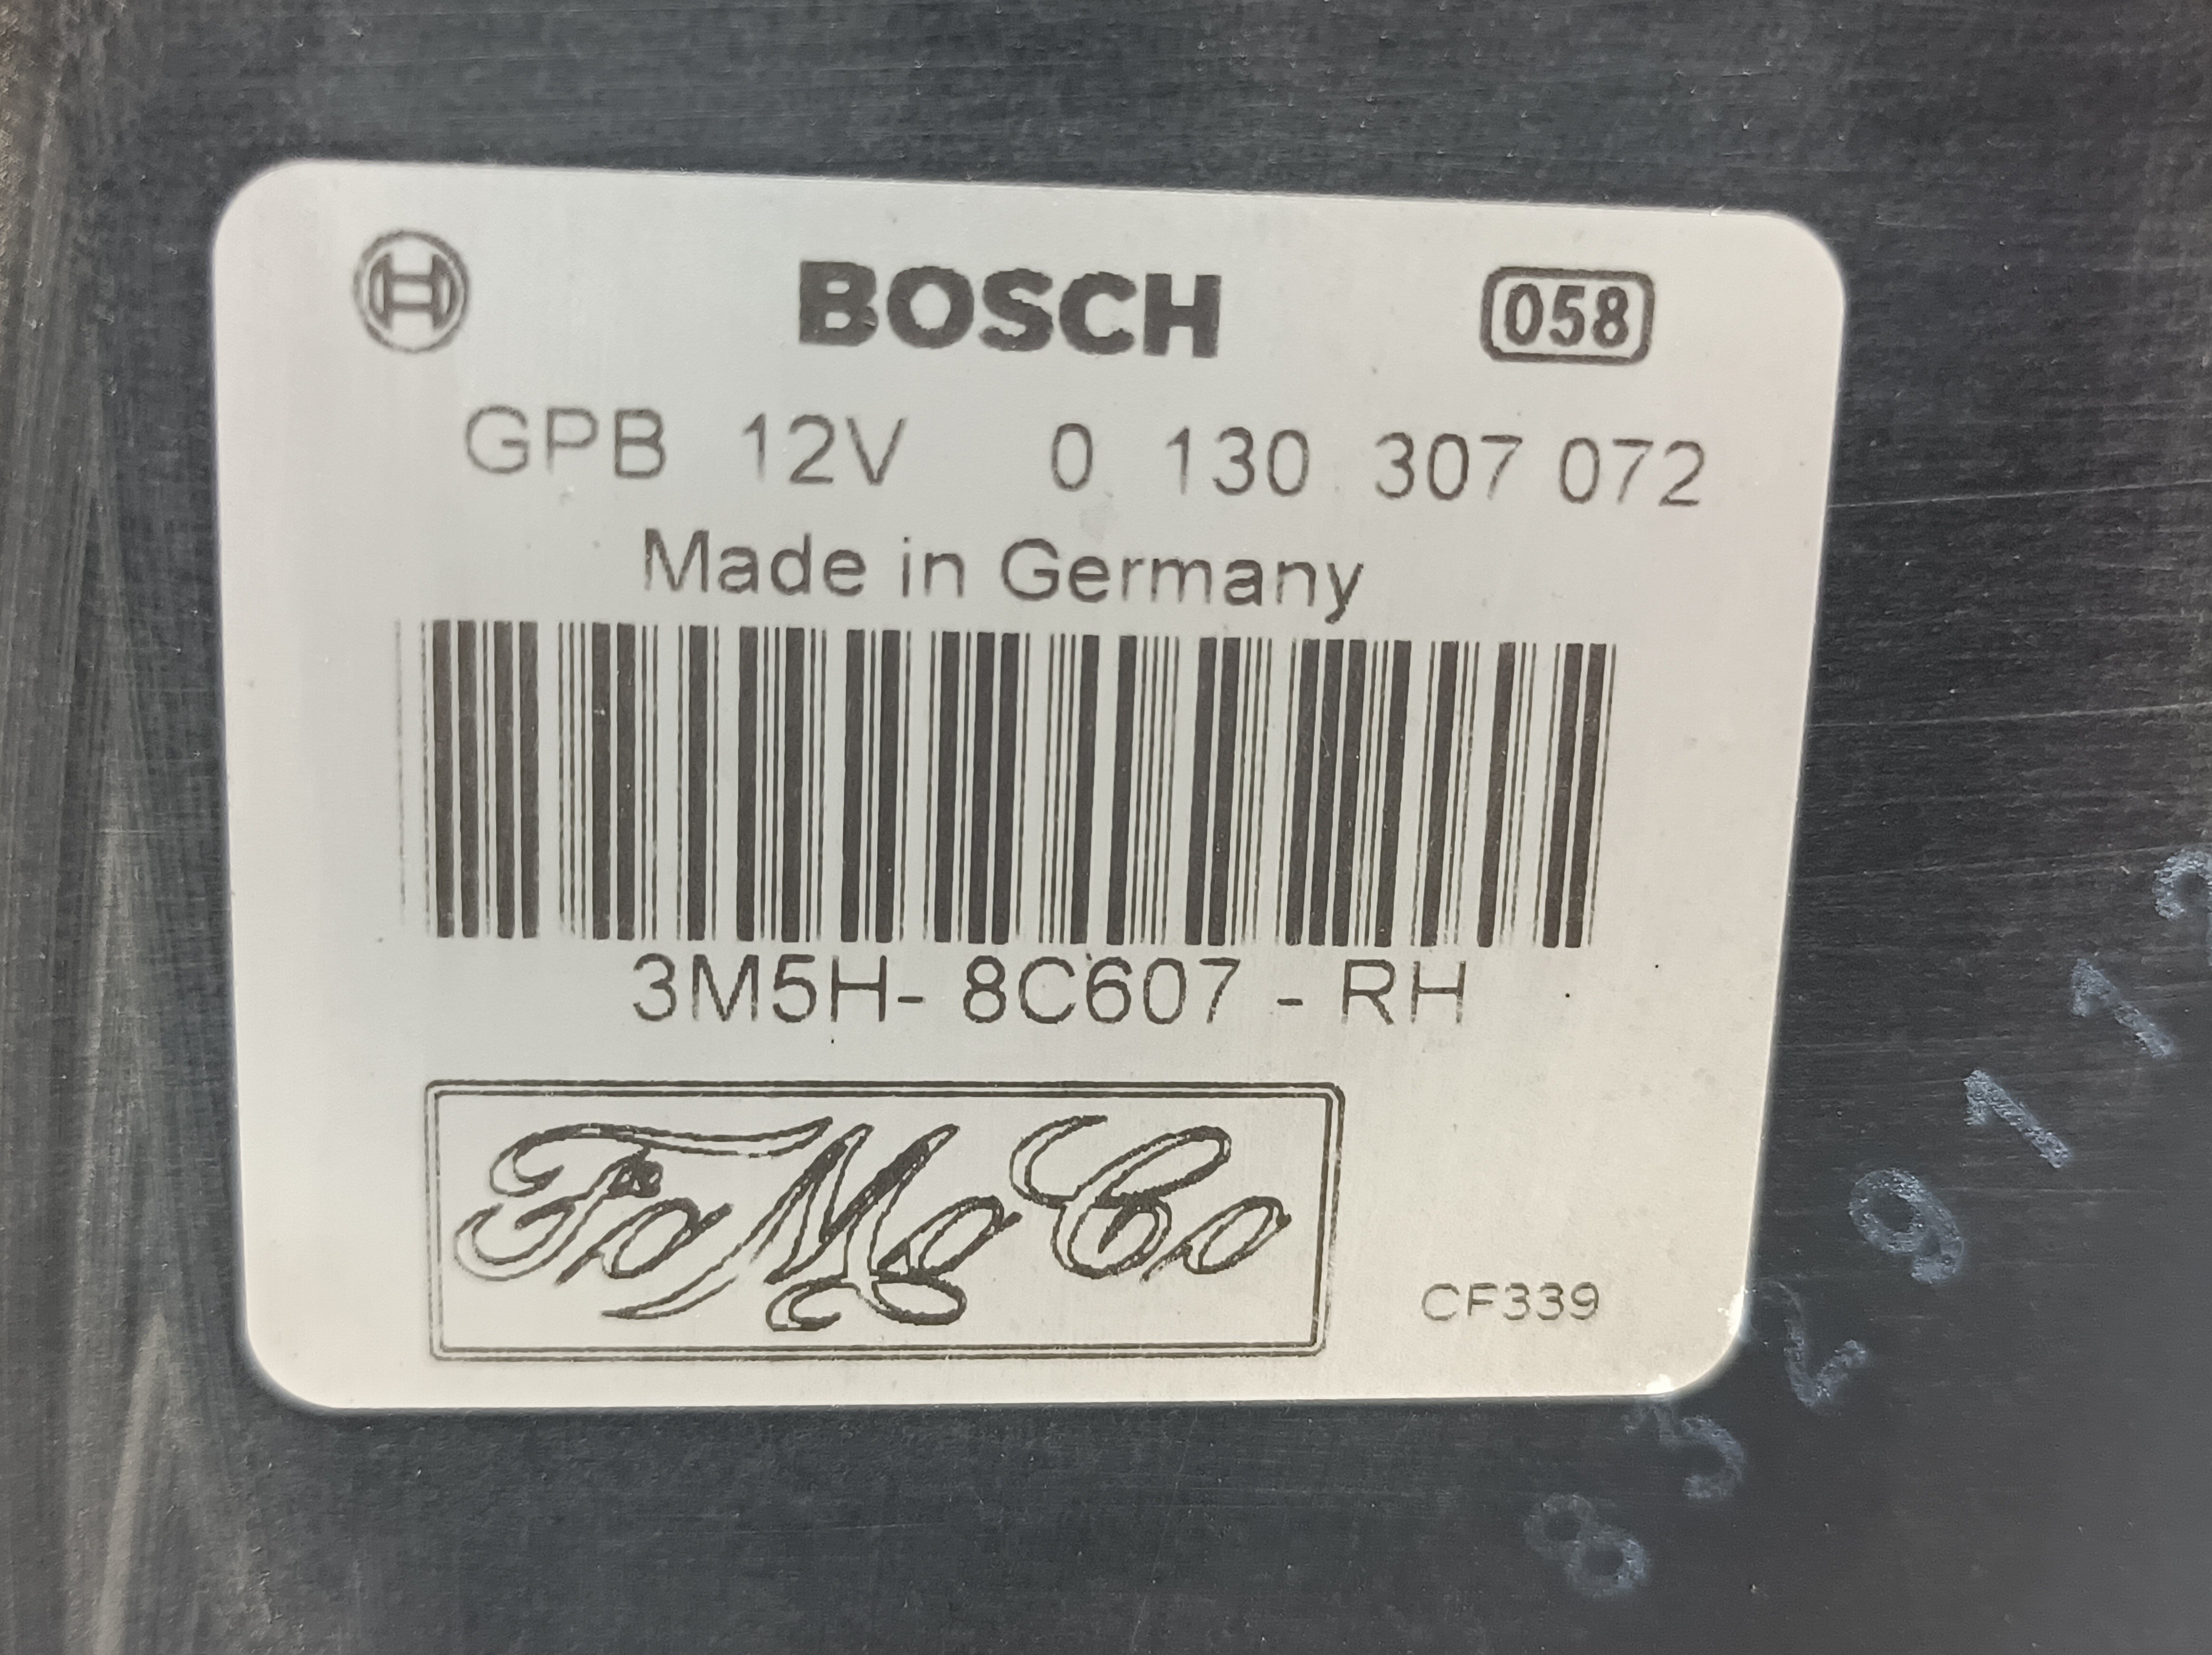 BOSCH 058
GPB 12V 0 130 307 072
Made in Germany
3M5H- 8C607 - RH
FoMoCo
CF339